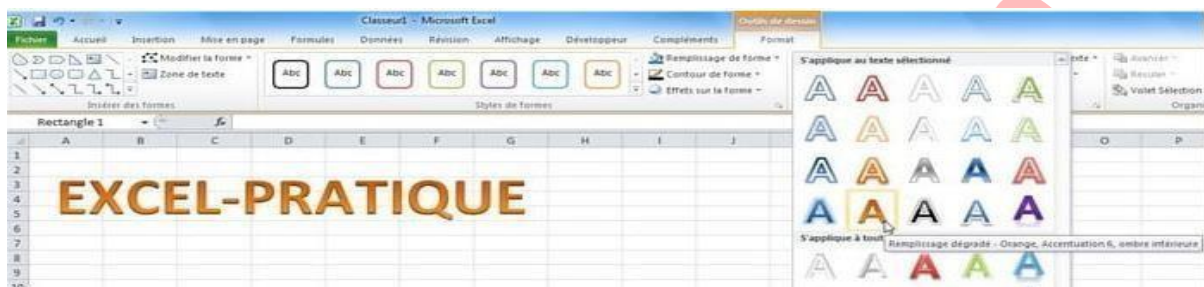 Classeur1 - Microsoft Excel
Outils de dessin
Fichier Accueil Insertion Mise en page Formules Données Révision Affichage Développeur Compléments Format
Modifier la forme
Zone de texte
Insérer des formes
Abc Abc Abc Abc Abc Abc
Styles de formes
Remplissage de forme
Contour de forme
Effets sur la forme
S'applique au texte sélectionné
A A A A A
A A A A A
A A A A A
A A A A A
S'applique à tout
A A A A A
Remplissage dégradé - Orange, Accentuation 6, ombre intérieure
Avancer
Reculer
Volet Sélection
Organi
Rectangle 1 fx
A B C D E F G H I J O P
1
2
3
4
5
6
7
8
9
10
EXCEL-PRATIQUE